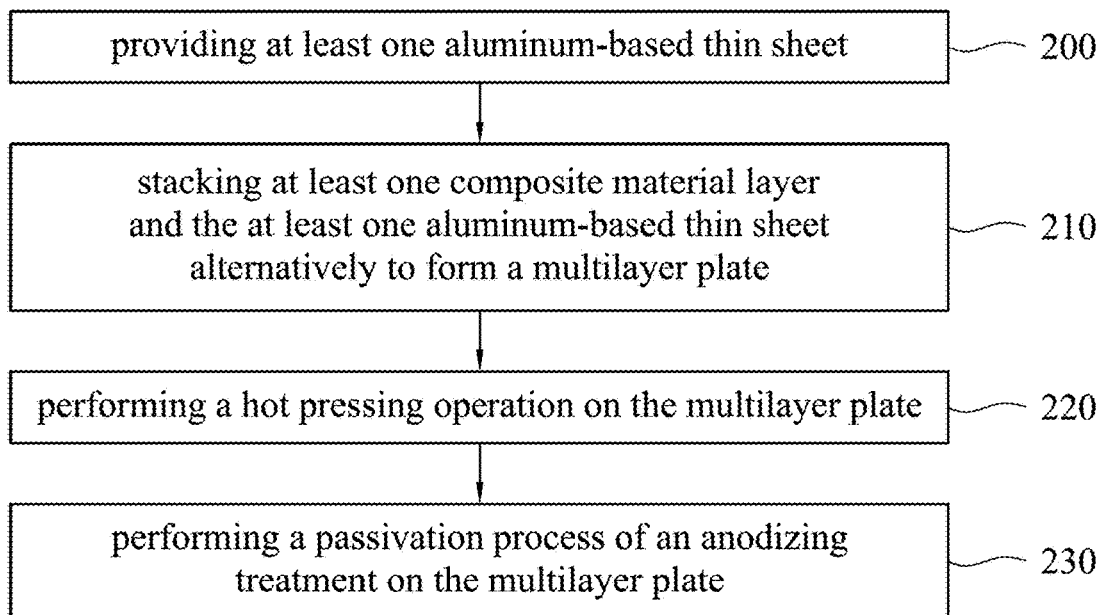 providing at least one aluminum-based thin sheet
200
stacking at least one composite material layer
and the at least one aluminum-based thin sheet
alternatively to form a multilayer plate
210
performing a hot pressing operation on the multilayer plate
220
performing a passivation process of an anodizing
treatment on the multilayer plate
230